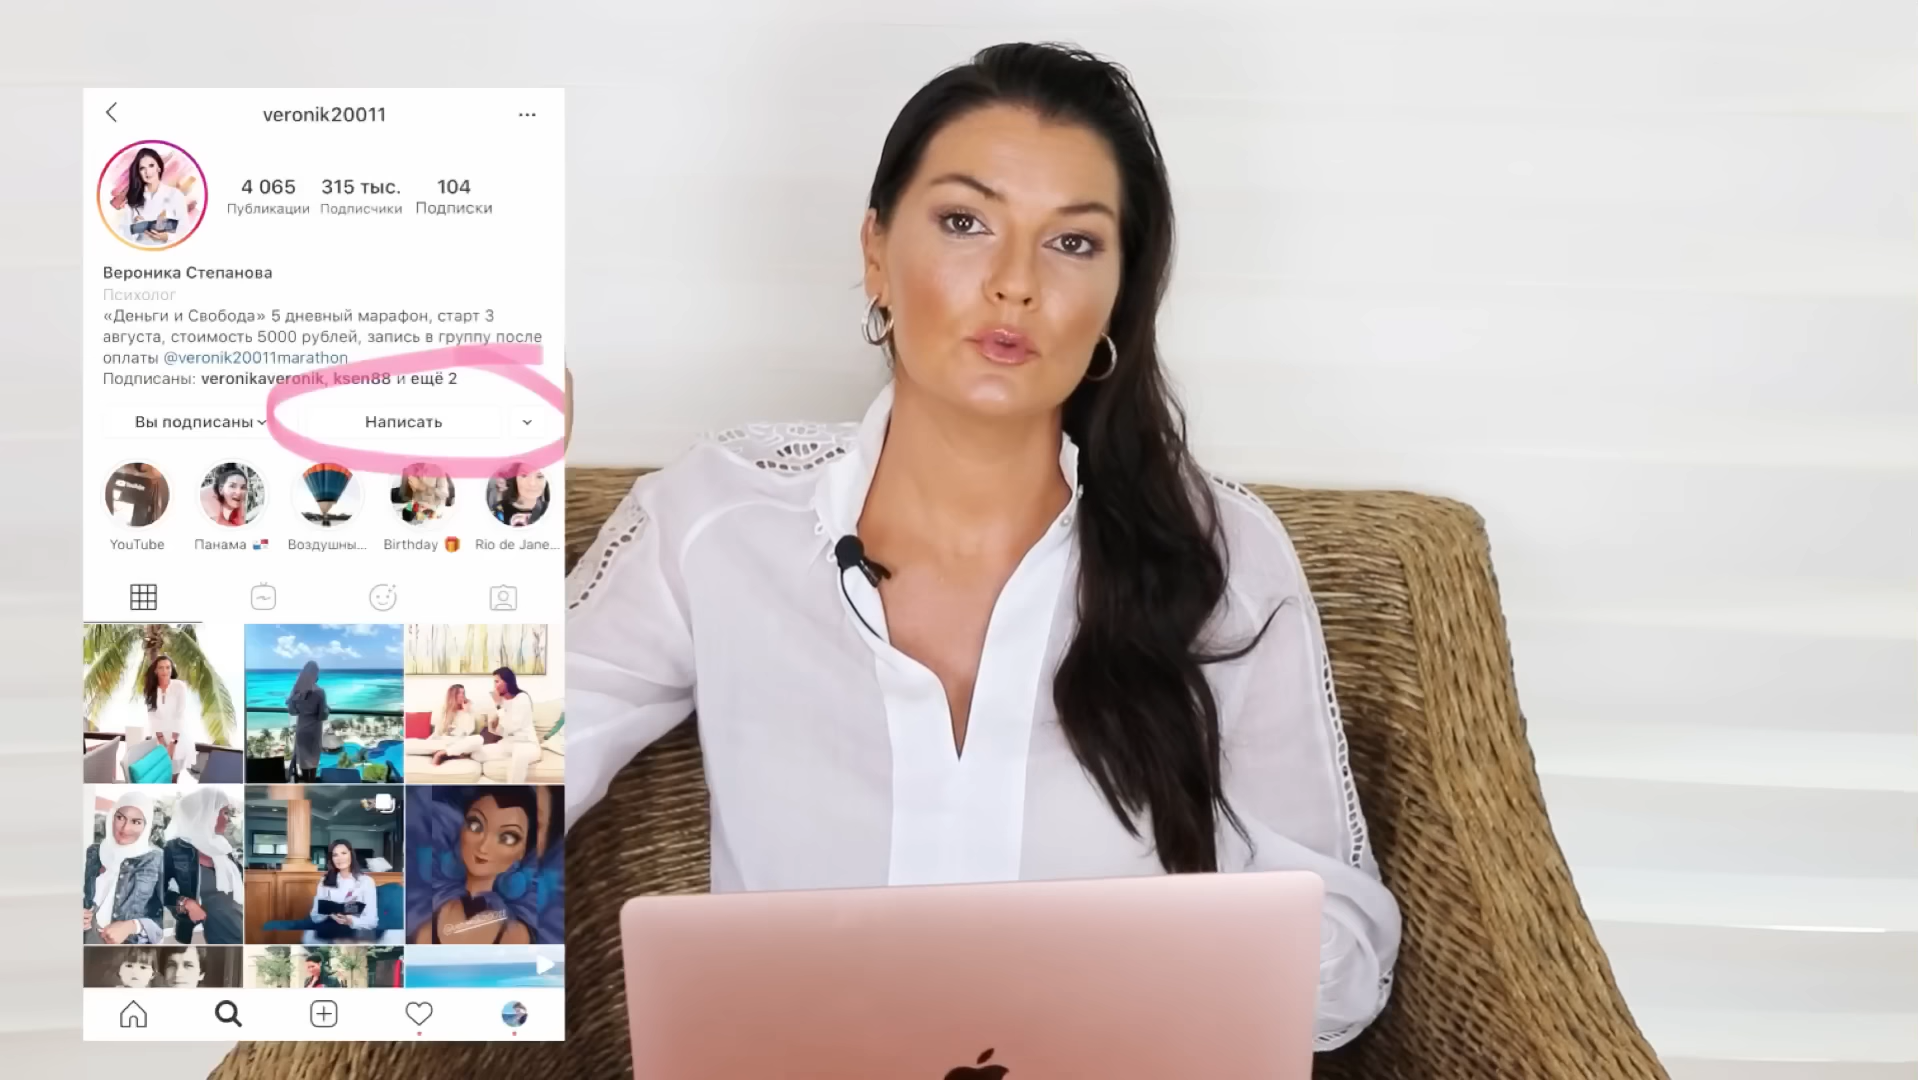 veronik20011
4 065 315 тыс. 104
Публикации Подписчики Подписки
Вероника Степанова
Психолог
«Деньги и Свобода» 5 дневный марафон, старт 3
августа, стоимость 5000 рублей, запись в группу после
оплаты @veronik20011marathon
Подписаны: veronikaveronik, ksen88 и ещё 2
Вы подписаны Написать
YouTube Панама Воздушны... Birthday Rio de Jane...